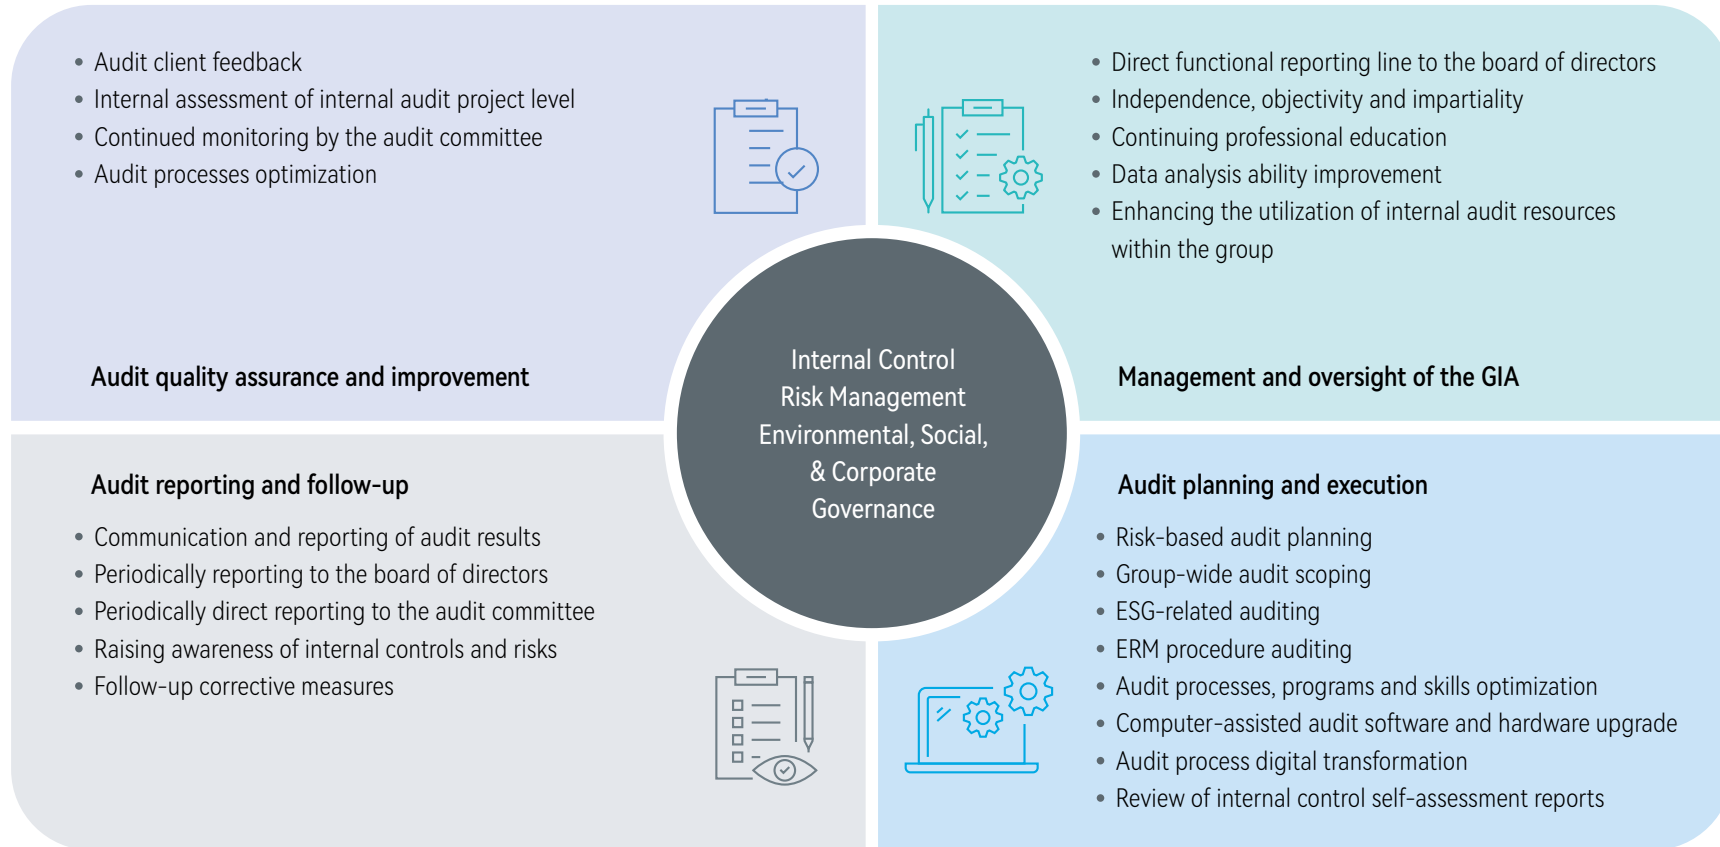 • Audit client feedback
• Internal assessment of internal audit project level
• Continued monitoring by the audit committee
• Audit processes optimization
Audit quality assurance and improvement
• Direct functional reporting line to the board of directors
• Independence, objectivity and impartiality
• Continuing professional education
• Data analysis ability improvement
• Enhancing the utilization of internal audit resources
within the group
Management and oversight of the GIA
Internal Control
Risk Management
Environmental, Social,
& Corporate
Governance
Audit reporting and follow-up
• Communication and reporting of audit results
• Periodically reporting to the board of directors
• Periodically direct reporting to the audit committee
• Raising awareness of internal controls and risks
• Follow-up corrective measures
Audit planning and execution
• Risk-based audit planning
• Group-wide audit scoping
• ESG-related auditing
• ERM procedure auditing
• Audit processes, programs and skills optimization
• Computer-assisted audit software and hardware upgrade
• Audit process digital transformation
• Review of internal control self-assessment reports